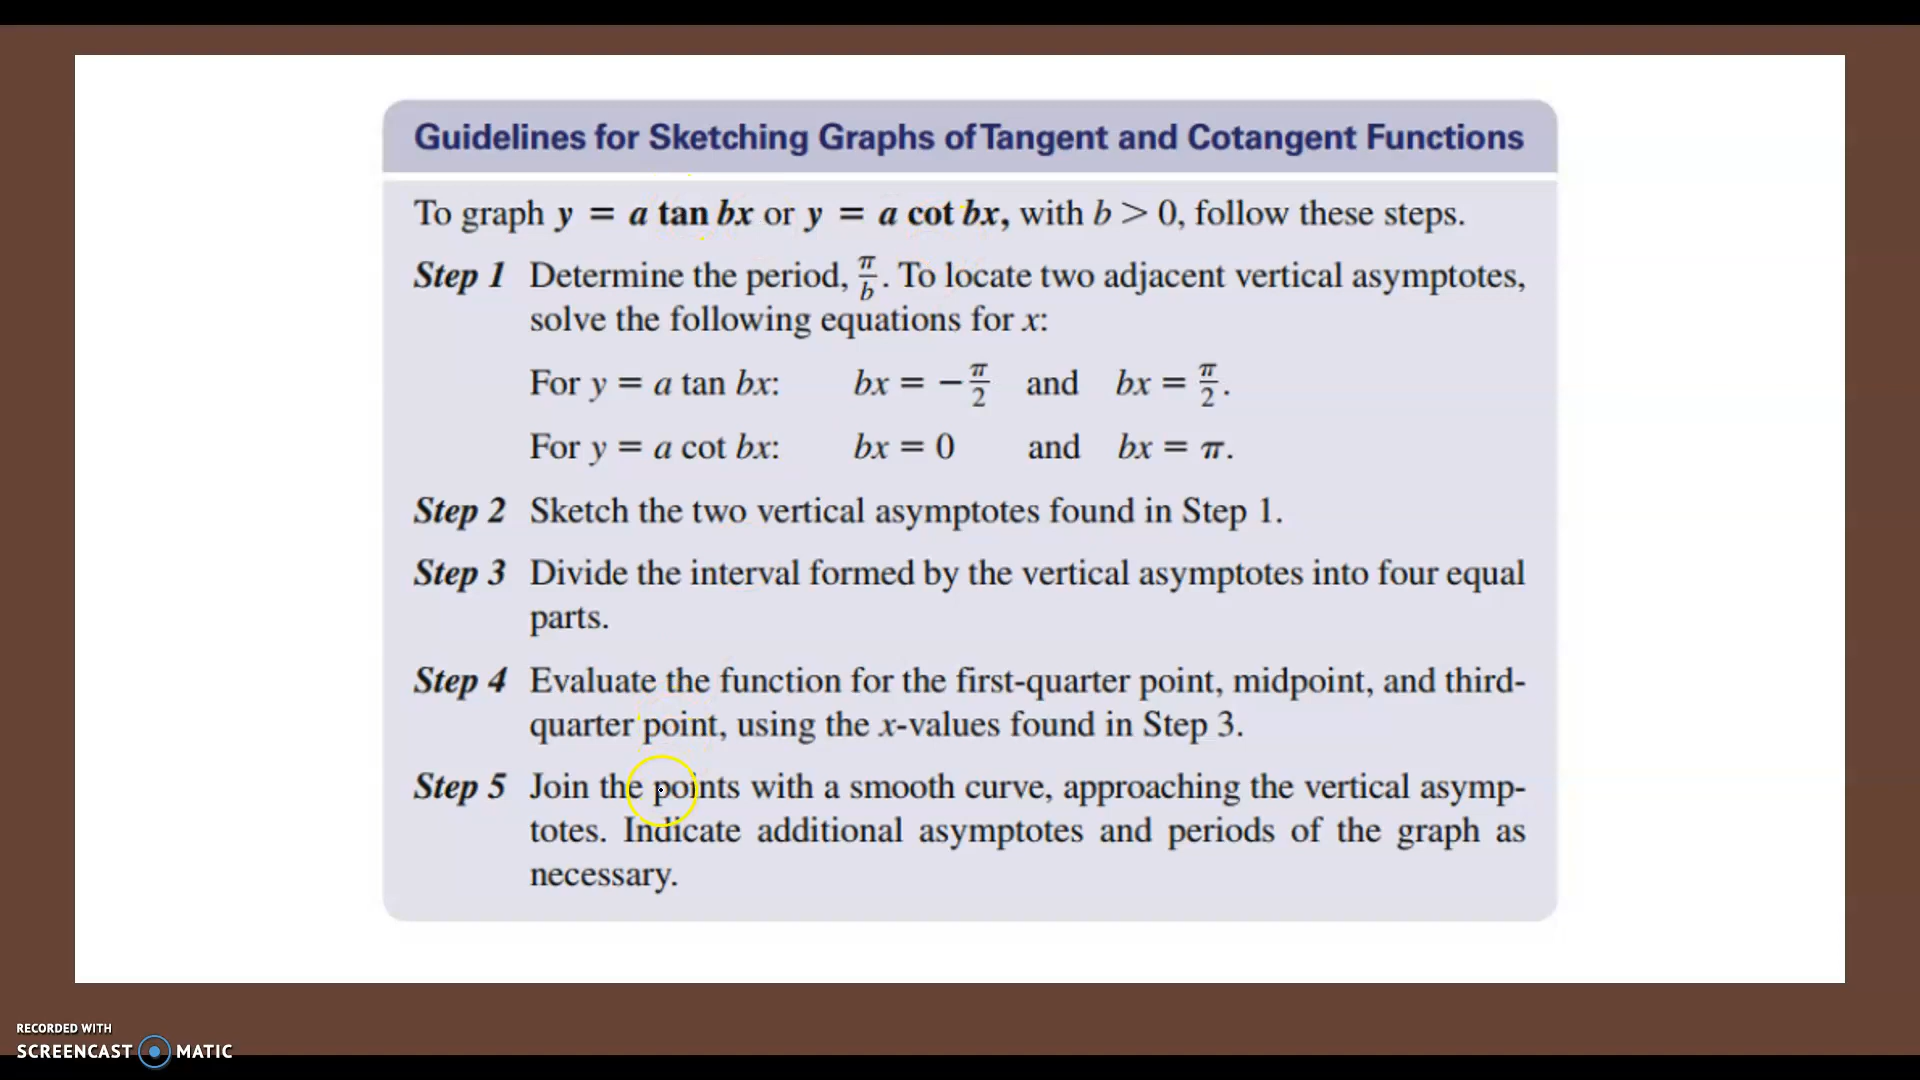 Guidelines for Sketching Graphs of Tangent and Cotangent Functions
To graph y = a tan bx or y = a cot bx, with b > 0, follow these steps.
Step 1 Determine the period, π/b. To locate two adjacent vertical asymptotes,
solve the following equations for x:
For y = a tan bx: bx = −π/2 and bx = π/2.
For y = a cot bx: bx = 0 and bx = π.
Step 2 Sketch the two vertical asymptotes found in Step 1.
Step 3 Divide the interval formed by the vertical asymptotes into four equal
parts.
Step 4 Evaluate the function for the first-quarter point, midpoint, and third-
quarter point, using the x-values found in Step 3.
Step 5 Join the points with a smooth curve, approaching the vertical asymp-
totes. Indicate additional asymptotes and periods of the graph as
necessary.
RECORDED WITH
SCREENCAST MATIC